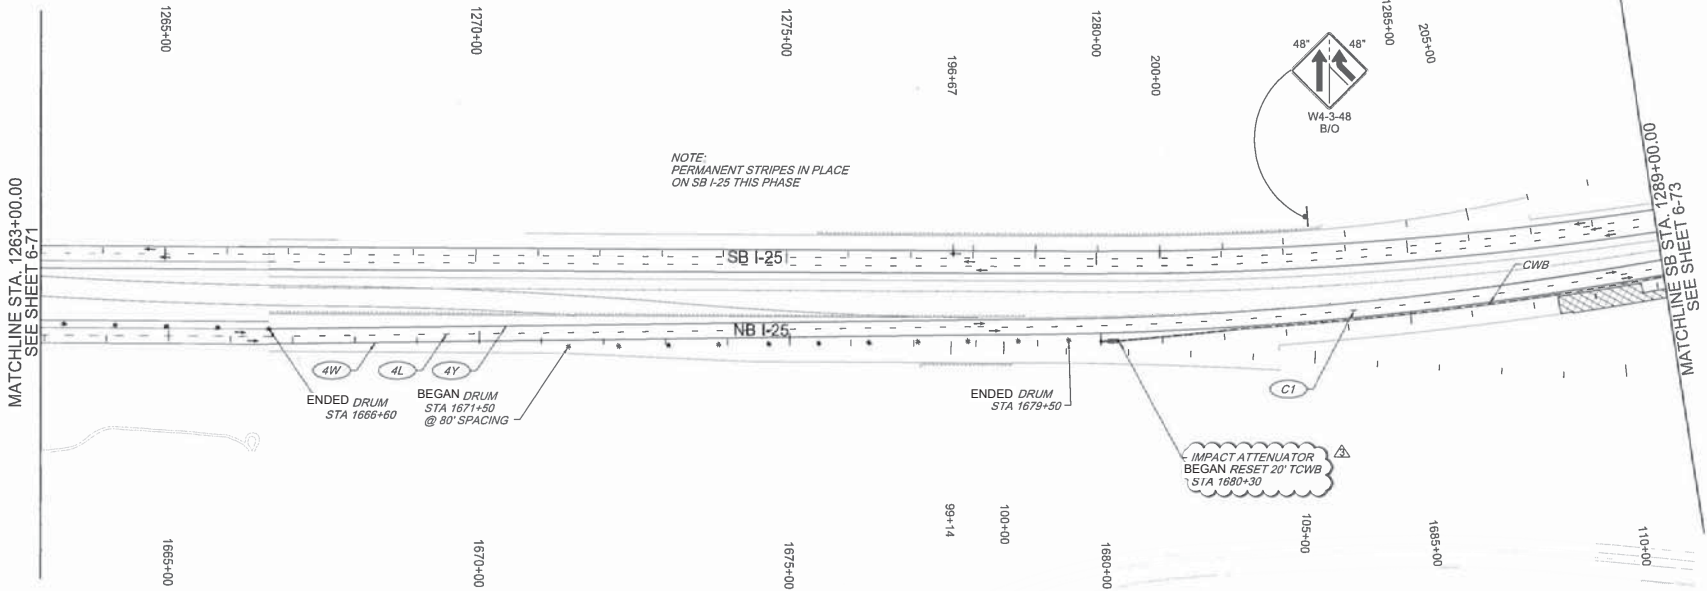 1265+00
1270+00
1275+00
1280+00
1285+00
205+00
196+67
200+00
48"
48"
W4-3-48
B/O
NOTE:
PERMANENT STRIPES IN PLACE
ON SB I-25 THIS PHASE
MATCHLINE STA. 1263+00.00
SEE SHEET 6-71
MATCHLINE SB STA. 1289+00.00
SEE SHEET 6-73
SB I-25
CWB
NB I-25
4W
4L
4Y
C1
ENDED DRUM
STA 1666+60
BEGAN DRUM
STA 1671+50
@ 80' SPACING
ENDED DRUM
STA 1679+50
IMPACT ATTENUATOR
BEGAN RESET 20' TCWB
STA 1680+30
3
99+14
100+00
105+00
110+00
1665+00
1670+00
1675+00
1680+00
1685+00